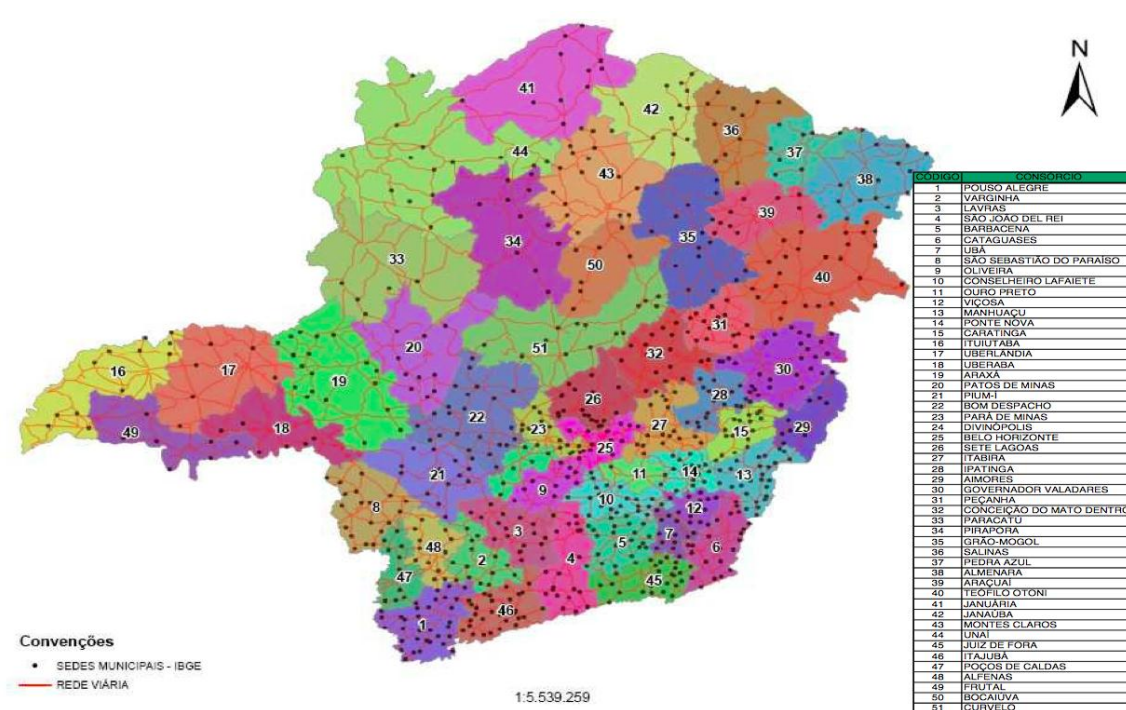 N
41
42
36
44
37
43
38
39
34
35
33
50
40
31
51
20
32
16
17
30
19
26
28
22
49
18
23
27
29
15
25
21
14
13
11
9
10
8
12
3
5
7
6
48
4
2
47
45
46
1
CÓDIGO CONSÓRCIO
1 POUSO ALEGRE
2 VARGINHA
3 LAVRAS
4 SÃO JOÃO DEL REI
5 BARBACENA
6 CATAGUASES
7 UBÁ
8 SÃO SEBASTIÃO DO PARAÍSO
9 OLIVEIRA
10 CONSELHEIRO LAFAIETE
11 OURO PRETO
12 VIÇOSA
13 MANHUAÇU
14 PONTE NOVA
15 CARATINGA
16 ITUIUTABA
17 UBERLÂNDIA
18 UBERABA
19 ARAXÁ
20 PATOS DE MINAS
21 PIUM-Í
22 BOM DESPACHO
23 PARÁ DE MINAS
24 DIVINÓPOLIS
25 BELO HORIZONTE
26 SETE LAGOAS
27 ITABIRA
28 IPATINGA
29 AIMORES
30 GOVERNADOR VALADARES
31 PEÇANHA
32 CONCEIÇÃO DO MATO DENTRO
33 PARACATU
34 PIRAPORA
35 GRÃO-MOGOL
36 SALINAS
37 PEDRA AZUL
38 ALMENARA
39 ARAÇUAÍ
40 TEOFILO OTONI
41 JANUÁRIA
42 JANAÚBA
43 MONTES CLAROS
44 UNAÍ
45 JUIZ DE FORA
46 ITAJUBÁ
47 POÇOS DE CALDAS
48 ALFENAS
49 FRUTAL
50 BOCAIUVA
51 CURVELO
Convenções
SEDES MUNICIPAIS - IBGE
REDE VIÁRIA
1:5.539.259